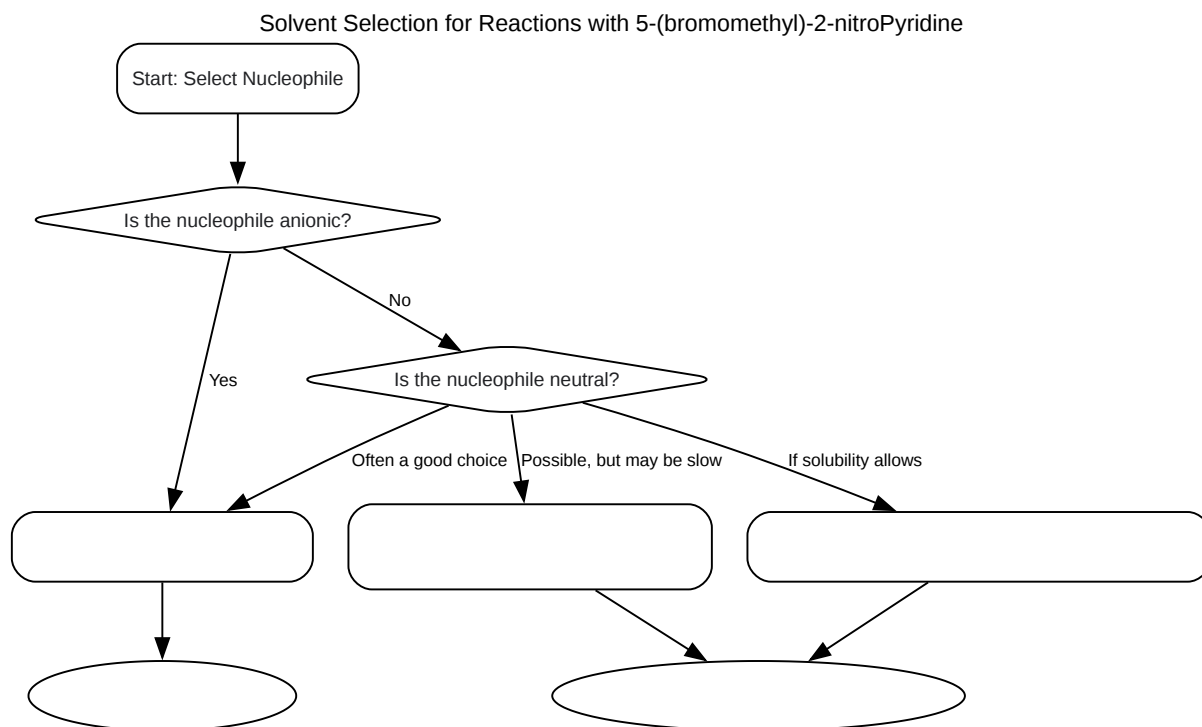 Solvent Selection for Reactions with 5-(bromomethyl)-2-nitroPyridine
Start: Select Nucleophile
Is the nucleophile anionic?
No
Yes
Is the nucleophile neutral?
Often a good choice
Possible, but may be slow
If solubility allows